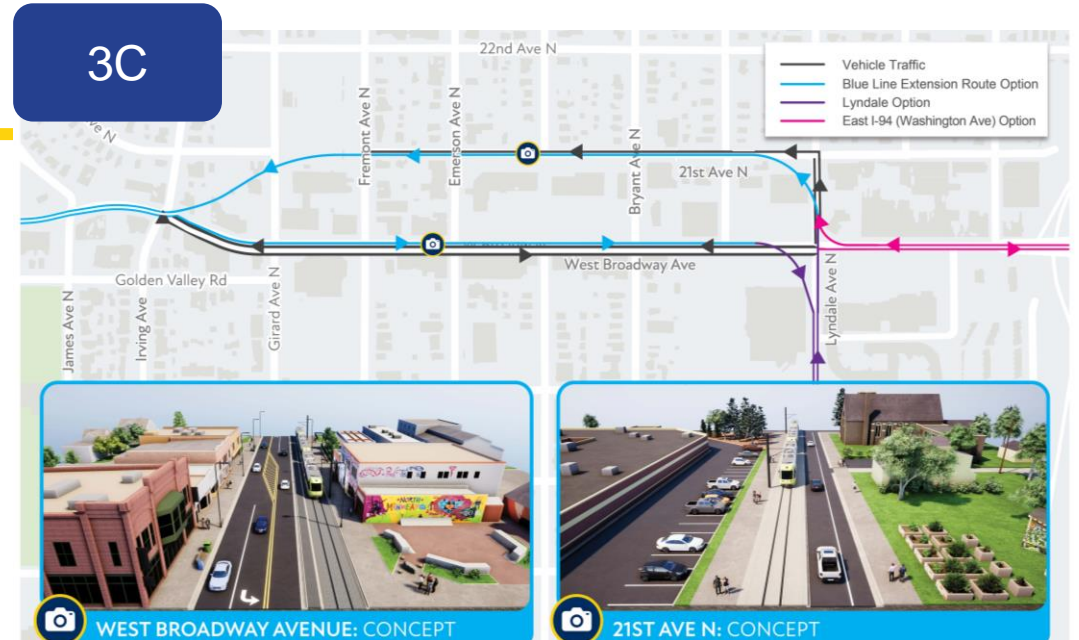 3C
22nd Ave N
Vehicle Traffic
Blue Line Extension Route Option
Lyndale Option
East I-94 (Washington Ave) Option
ve N
Fremont Ave N
Emerson Ave N
Bryant Ave N
21st Ave N
West Broadway Ave
Golden Valley Rd
James Ave N
Irving Ave
Girard Ave N
Lyndale Ave N
WEST BROADWAY AVENUE: CONCEPT
21ST AVE N: CONCEPT